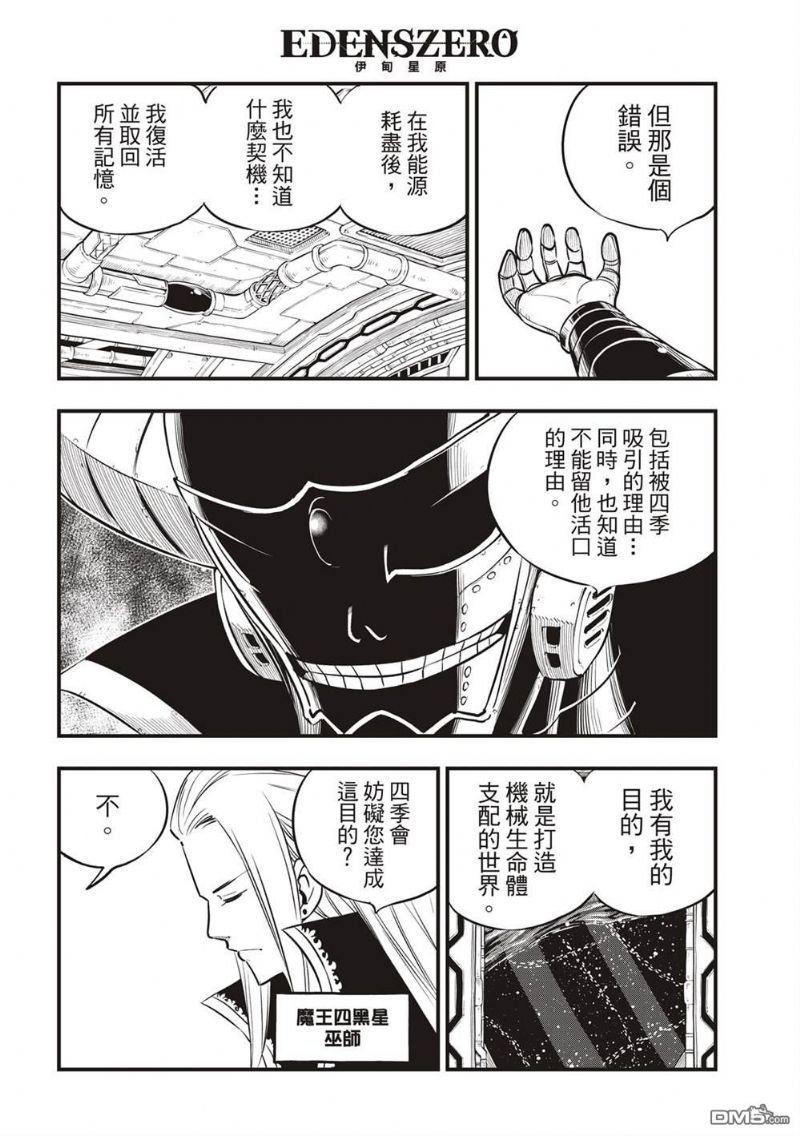 EDENSZERO
伊甸星原
但那是個
錯誤。
在我能源
耗盡後，
我也不知道
什麼契機…
我復活
並取回
所有記憶。
包括被四季
吸引的理由…
同時，也知道
不能留他活口
的理由。
我有我的
目的，
就是打造
機械生命體
支配的世界。
四季會
妨礙您達成
這目的？
不。
魔王四黑星
巫師
DM5.com